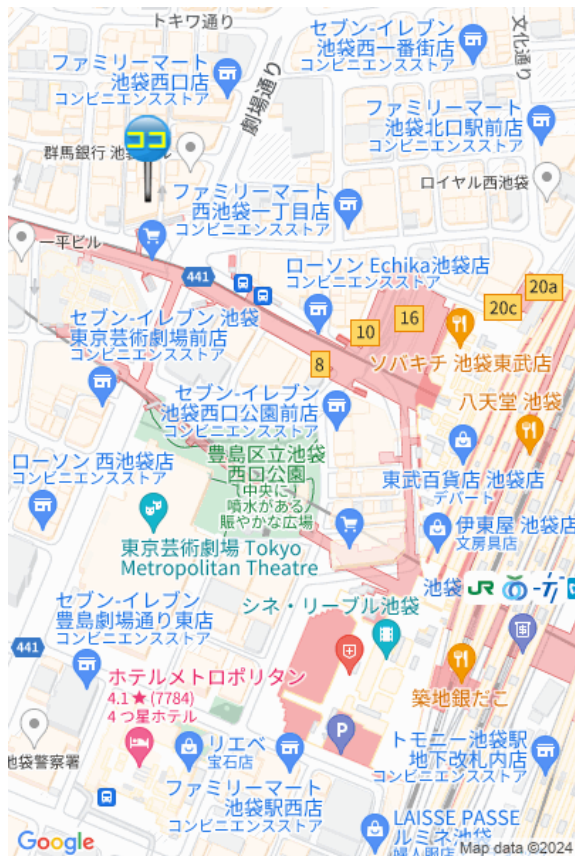 トキワ通り
セブン-イレブン
池袋西一番街店
コンビニエンスストア
文化通り
ファミリーマート
池袋西口店
コンビニエンスストア
劇場通り
ファミリーマート
池袋北口駅前店
コンビニエンスストア
ココ
群馬銀行 池
ル
ロイヤル西池袋
ファミリーマート
西池袋一丁目店
コンビニエンスストア
一平ビル
441
ローソン Echika池袋店
コンビニエンスストア
20a
20c
16
10
8
セブン-イレブン 池袋
東京芸術劇場前店
コンビニエンスストア
ソバキチ 池袋東武店
セブン-イレブン
池袋西口公園前店
コンビニエンスストア
八天堂 池袋
豊島区立池袋
西口公園
中央に
噴水がある
賑やかな広場
ローソン 西池袋店
コンビニエンスストア
東武百貨店 池袋店
デパート
東京芸術劇場 Tokyo
Metropolitan Theatre
伊東屋 池袋店
文房具店
池袋 JR
セブン-イレブン
豊島劇場通り東店
コンビニエンスストア
シネ・リーブル池袋
441
ホテルメトロポリタン
4.1★(7784)
4 つ星ホテル
築地銀だこ
P
池袋警察署
リエベ
宝石店
トモニー池袋駅
地下改札内店
コンビニエンスストア
ファミリーマート
池袋駅西店
コンビニエンスストア
LAISSE PASSE
ルミネ池袋
婦人服店
Google
Map data ©2024